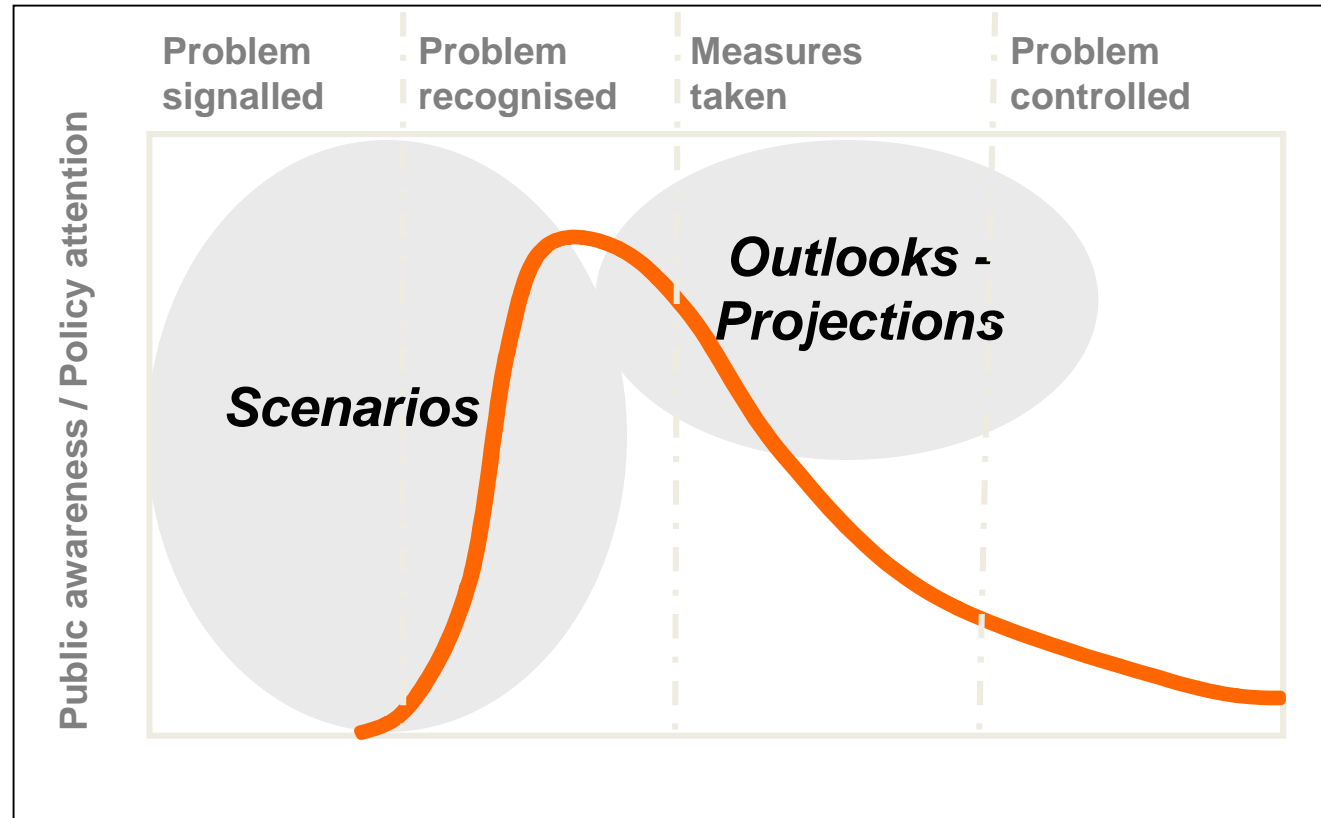 Problem
signalled
Problem
recognised
Measures
taken
Problem
controlled
Public awareness / Policy attention
Scenarios
Outlooks -
Projections